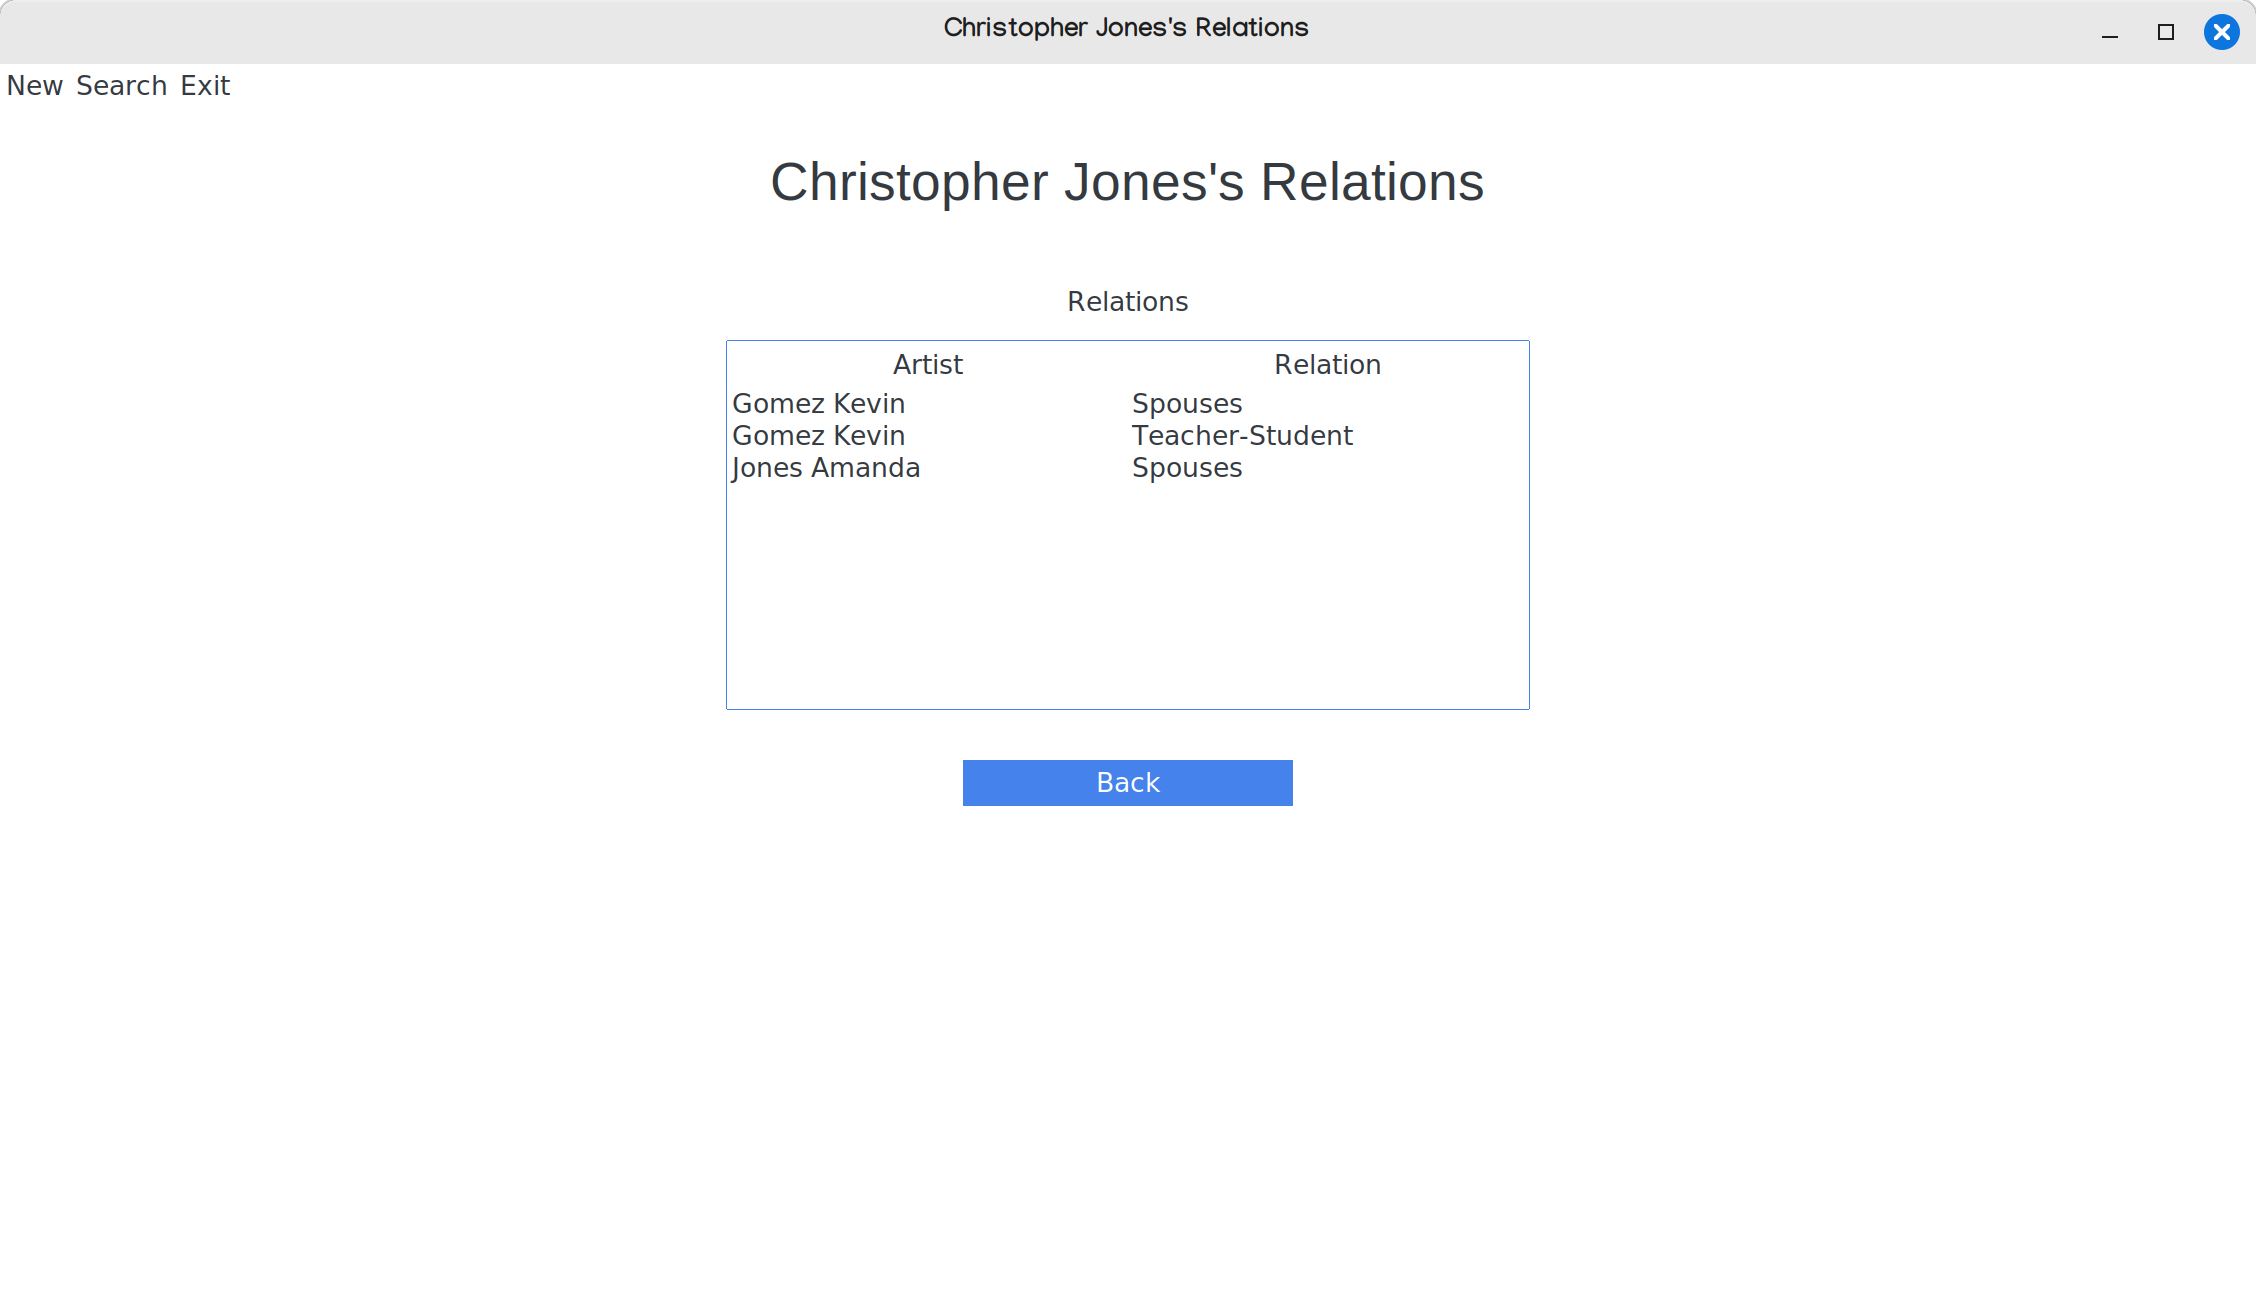 Christopher Jones's Relations
New Search Exit
Christopher Jones's Relations
Relations
Artist Relation
Gomez Kevin Spouses
Gomez Kevin Teacher-Student
Jones Amanda Spouses
Back